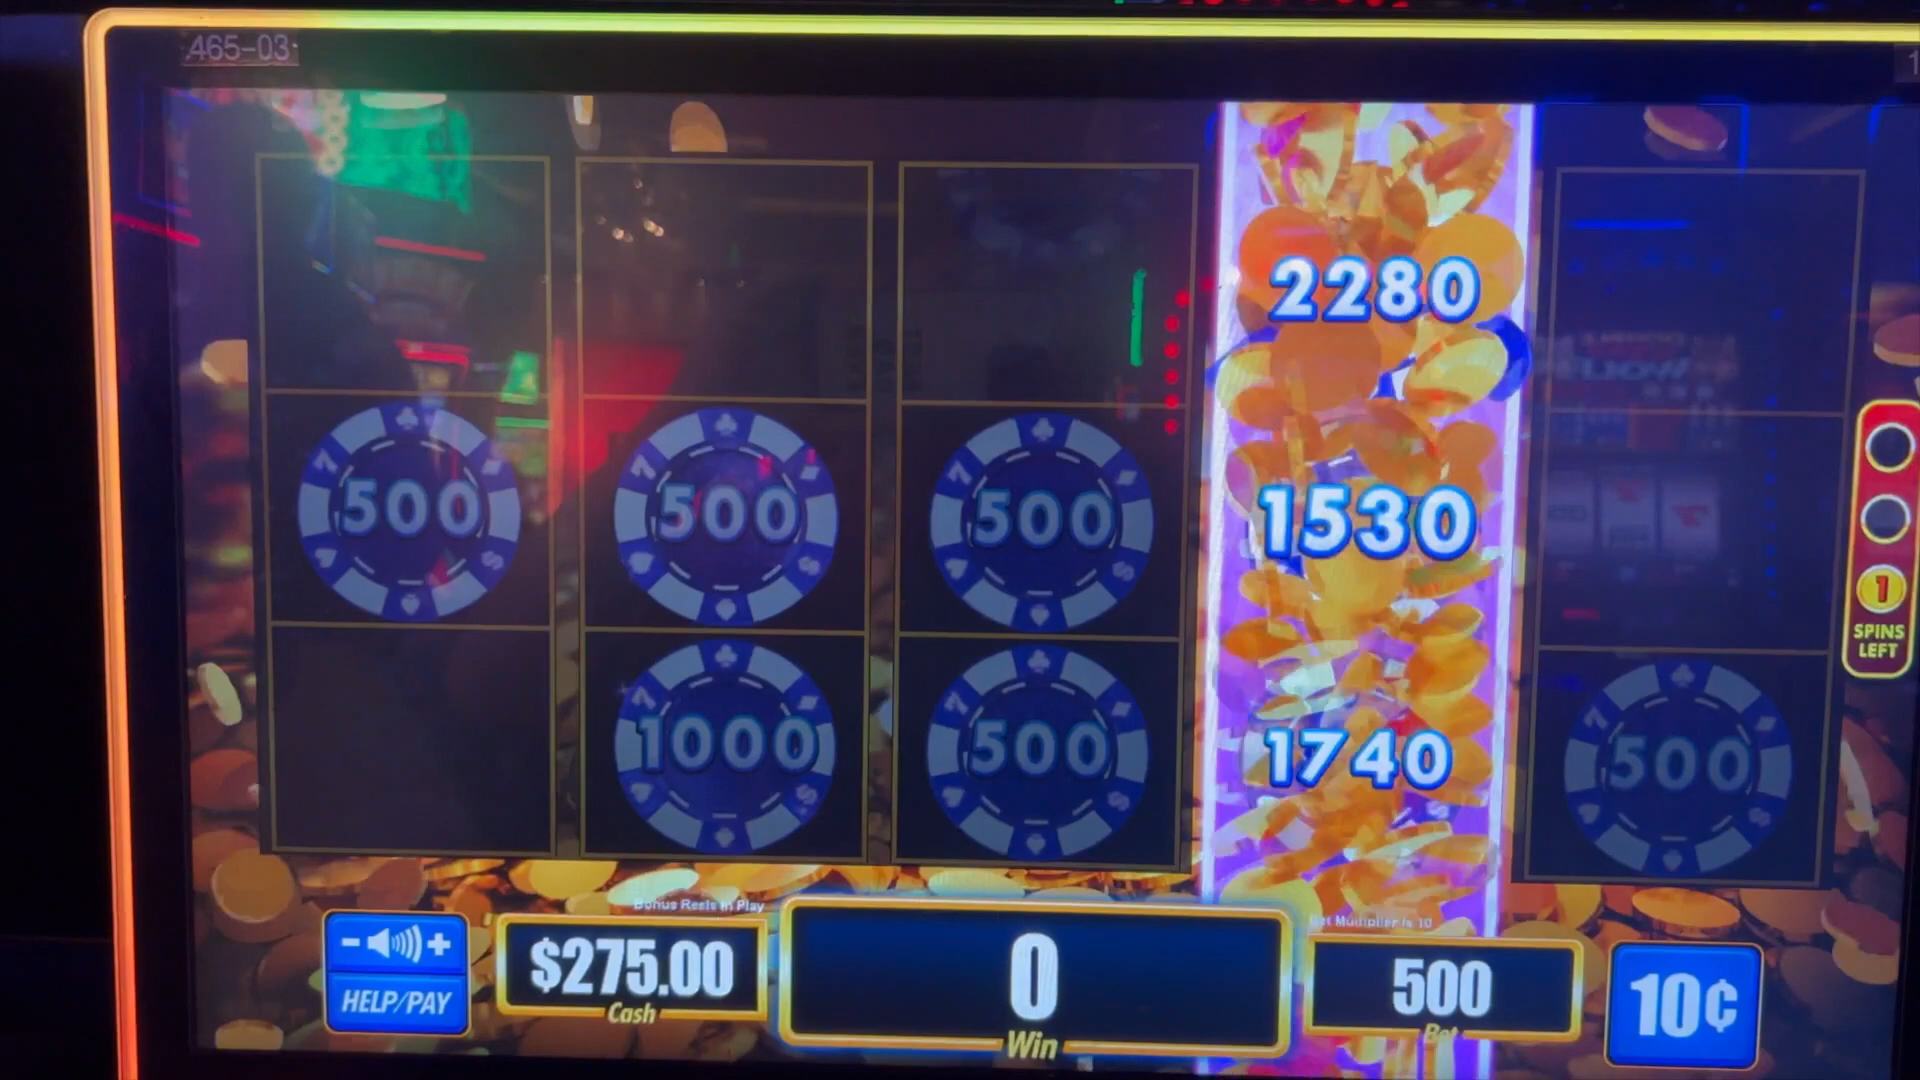 A65-03
2280
500
500
500
1530
1
SPINS
LEFT
1000
500
1740
500
Bonus Reels in Play
Bet Multiplier is 10
- +
HELP/PAY
$275.00
Cash
0
Win
500
Bet
10¢